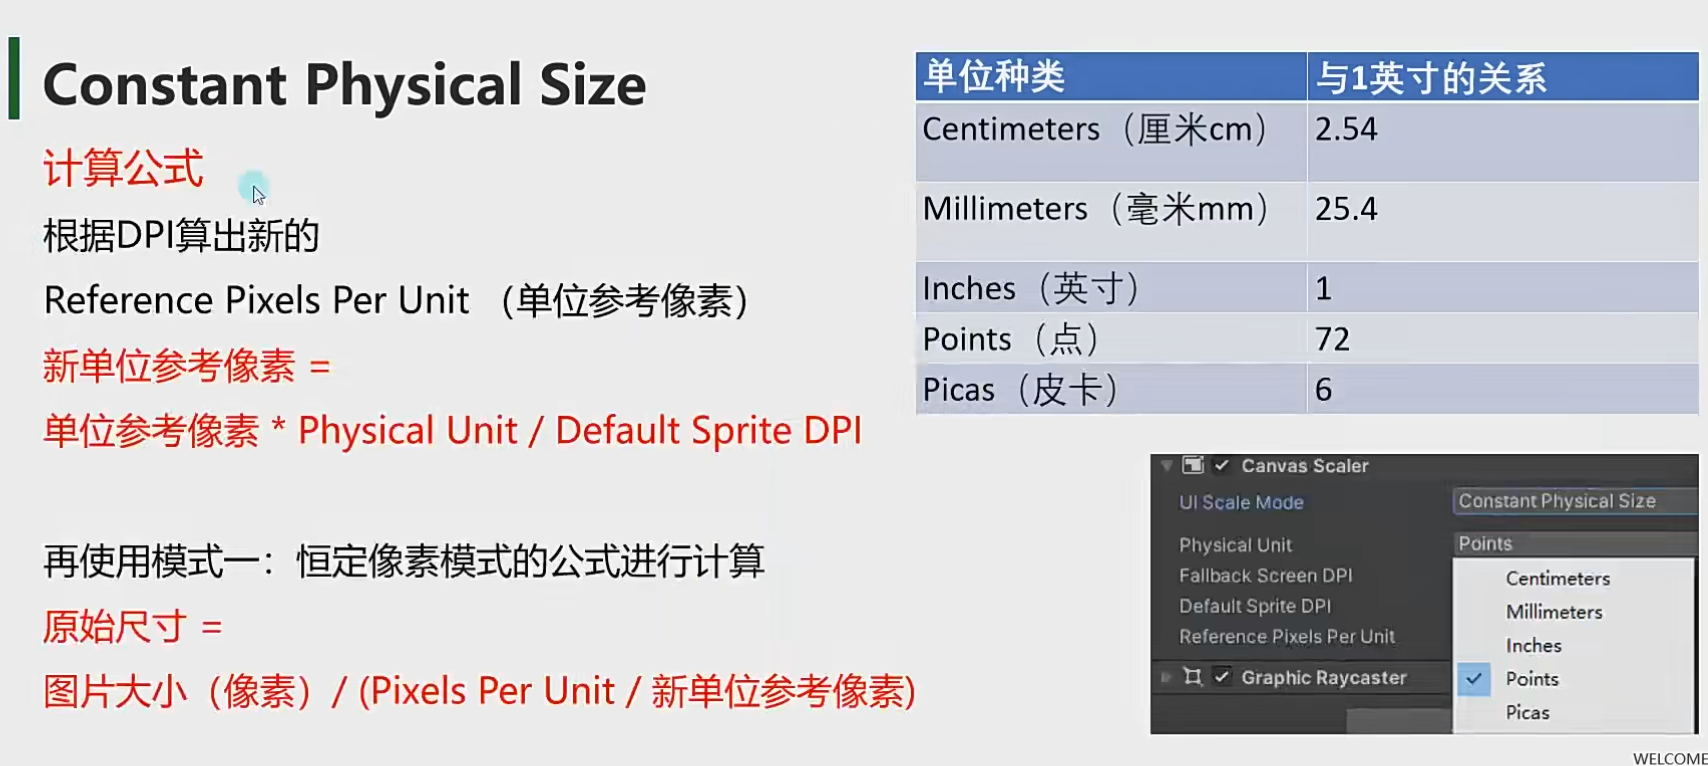 Constant Physical Size
计算公式
根据DPI算出新的
Reference Pixels Per Unit （单位参考像素）
新单位参考像素 =
单位参考像素 * Physical Unit / Default Sprite DPI
再使用模式一：恒定像素模式的公式进行计算
原始尺寸 =
图片大小（像素）/ (Pixels Per Unit / 新单位参考像素)
单位种类 与1英寸的关系
Centimeters（厘米cm） 2.54
Millimeters（毫米mm） 25.4
Inches（英寸） 1
Points（点） 72
Picas（皮卡） 6
Canvas Scaler
UI Scale Mode Constant Physical Size
Physical Unit Points
Fallback Screen DPI
Default Sprite DPI
Reference Pixels Per Unit
Graphic Raycaster
Centimeters
Millimeters
Inches
Points
Picas
WELCOME